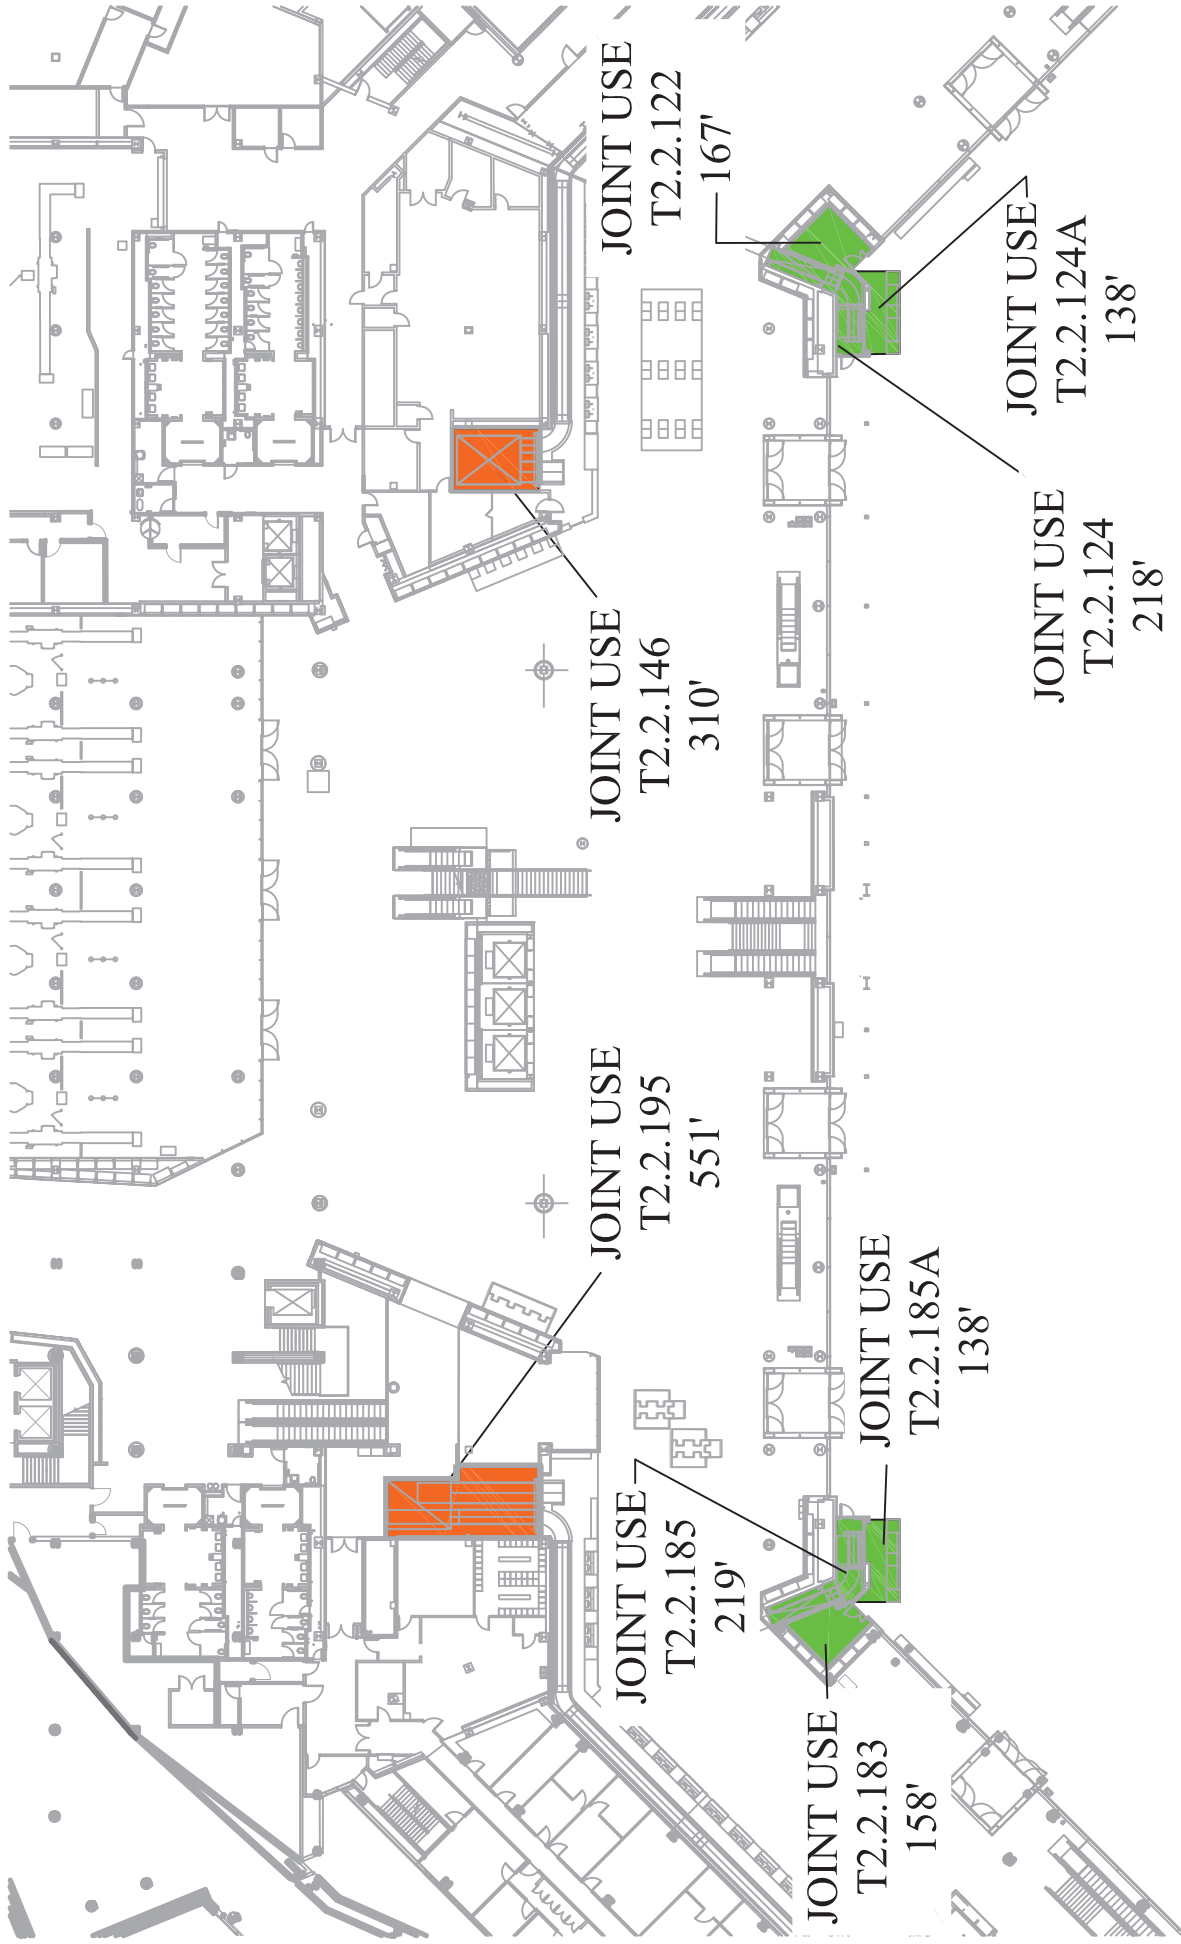 JOINT USE
T2.2.183
158'
JOINT USE
T2.2.185
219'
JOINT USE
T2.2.185A
138'
JOINT USE
T2.2.195
551'
JOINT USE
T2.2.146
310'
JOINT USE
T2.2.124
218'
JOINT USE
T2.2.124A
138'
JOINT USE
T2.2.122
167'